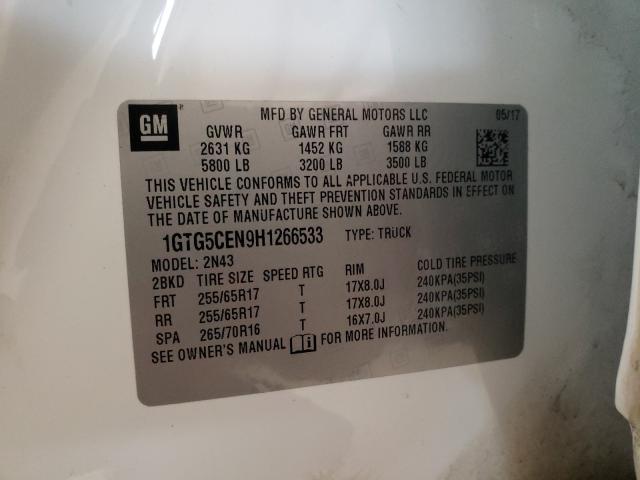 GM
MFD BY GENERAL MOTORS LLC 05/17
GVWR GAWR FRT GAWR RR
2631 KG 1452 KG 1588 KG
5800 LB 3200 LB 3500 LB
THIS VEHICLE CONFORMS TO ALL APPLICABLE U.S. FEDERAL MOTOR
VEHICLE SAFETY AND THEFT PREVENTION STANDARDS IN EFFECT ON
THE DATE OF MANUFACTURE SHOWN ABOVE.
1GTG5CEN9H1266533 TYPE: TRUCK
MODEL: 2N43
2BKD TIRE SIZE SPEED RTG RIM COLD TIRE PRESSURE
FRT 255/65R17 T 17X8.0J 240KPA(35PSI)
RR 255/65R17 T 17X8.0J 240KPA(35PSI)
SPA 265/70R16 T 16X7.0J 240KPA(35PSI)
SEE OWNER'S MANUAL FOR MORE INFORMATION.